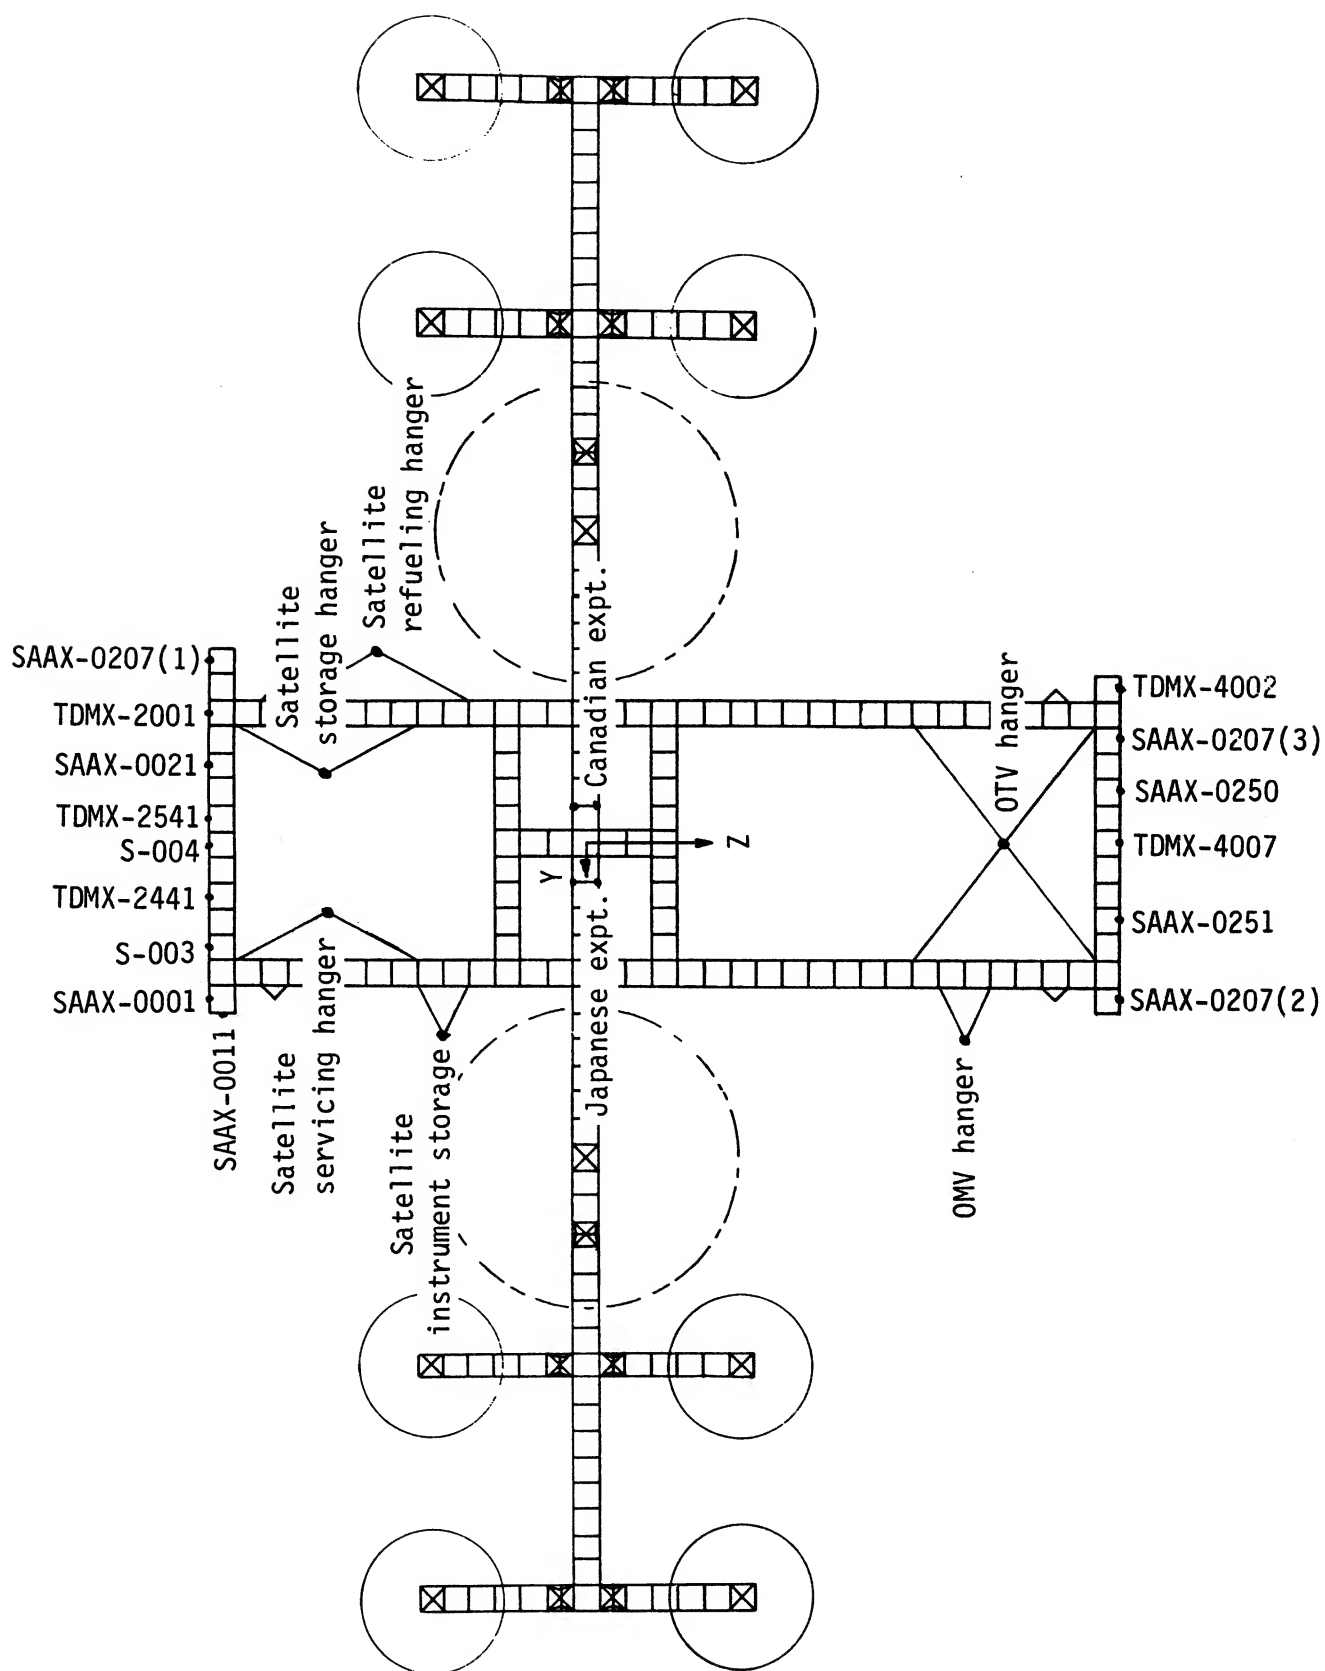 SAAX-0207(1)
TDMX-2001
SAAX-0021
TDMX-2541
S-004
TDMX-2441
S-003
SAAX-0001
SAAX-0011
Satellite
servicing hanger
Satellite
storage hanger
Satellite
refueling hanger
Satellite
instrument storage
Japanese expt.
Canadian expt.
Y
Z
OMV hanger
OTV hanger
TDMX-4002
SAAX-0207(3)
SAAX-0250
TDMX-4007
SAAX-0251
SAAX-0207(2)